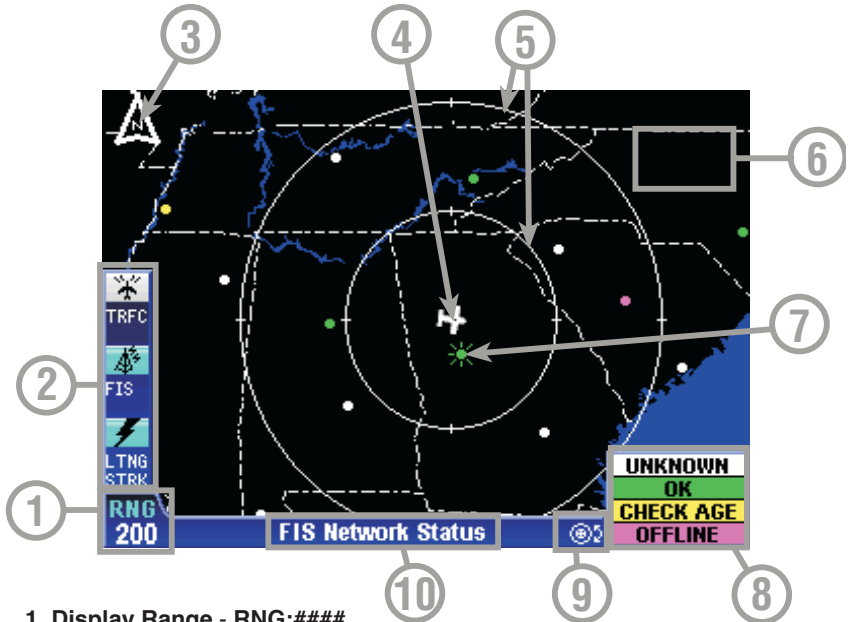 3
4
5
N
6
TRFC
7
2
FIS
LTNG
STRK
UNKNOWN
OK
1
RNG
CHECK AGE
200
FIS Network Status
OFFLINE
10
9
8
1. Display Range - RNG:####